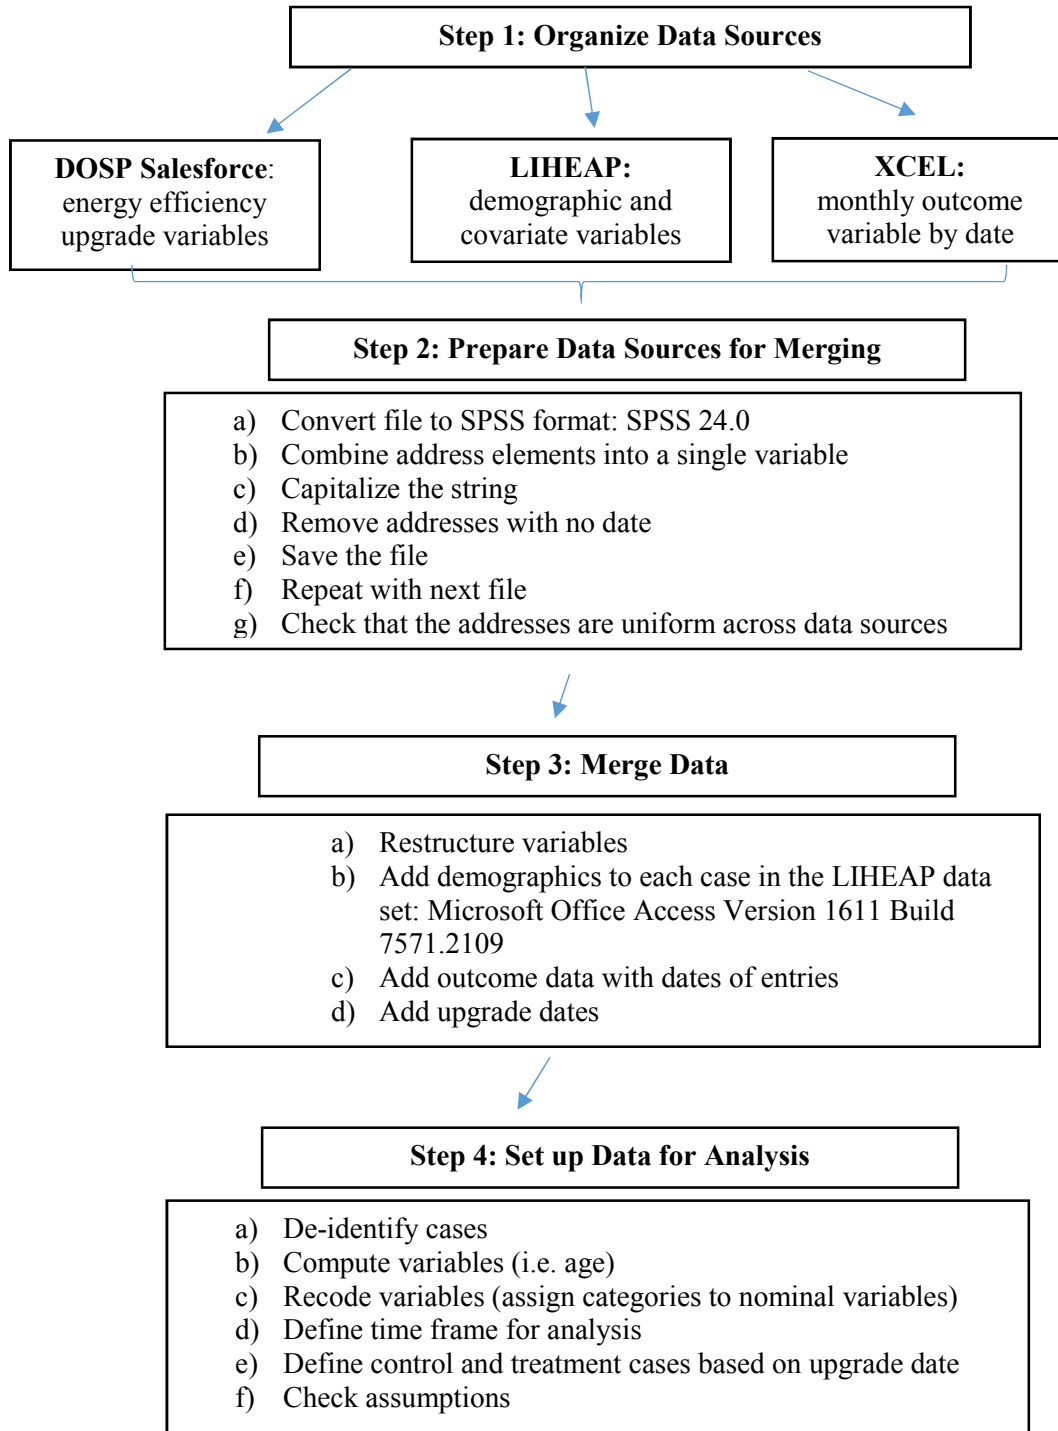 Step 1: Organize Data Sources
DOSP Salesforce:
energy efficiency
upgrade variables
LIHEAP:
demographic and
covariate variables
XCEL:
monthly outcome
variable by date
Step 2: Prepare Data Sources for Merging
a) Convert file to SPSS format: SPSS 24.0
b) Combine address elements into a single variable
c) Capitalize the string
d) Remove addresses with no date
e) Save the file
f) Repeat with next file
g) Check that the addresses are uniform across data sources
Step 3: Merge Data
a) Restructure variables
b) Add demographics to each case in the LIHEAP data
set: Microsoft Office Access Version 1611 Build
7571.2109
c) Add outcome data with dates of entries
d) Add upgrade dates
Step 4: Set up Data for Analysis
a) De-identify cases
b) Compute variables (i.e. age)
c) Recode variables (assign categories to nominal variables)
d) Define time frame for analysis
e) Define control and treatment cases based on upgrade date
f) Check assumptions